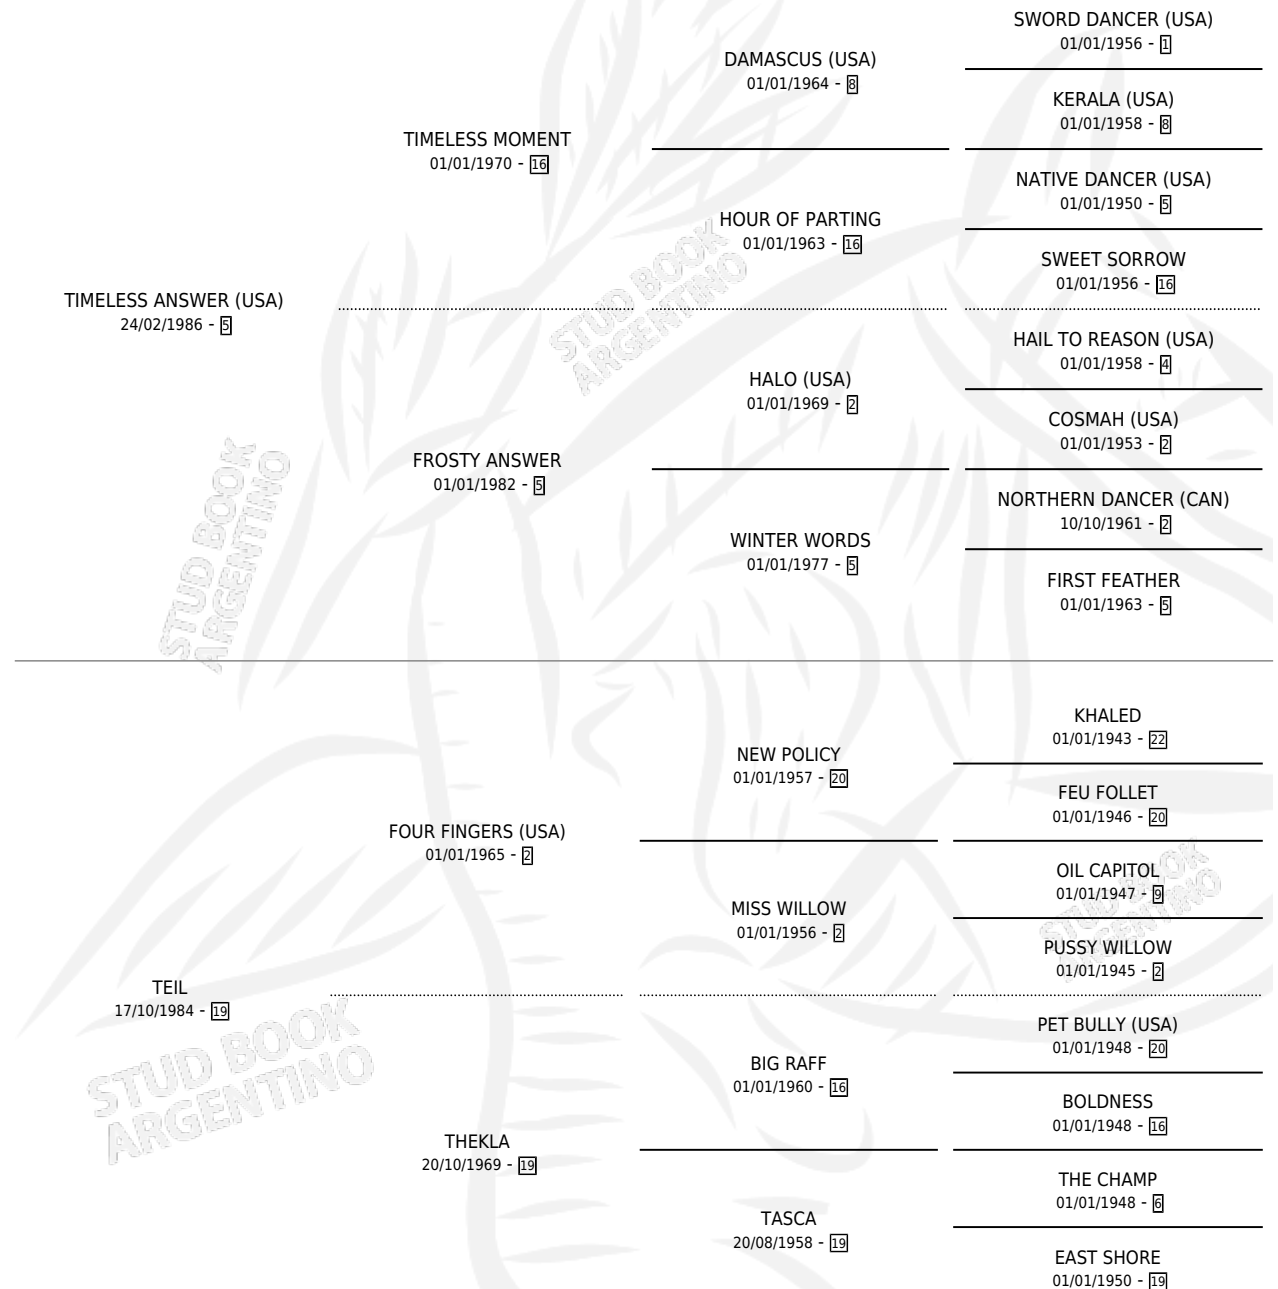 SWORD DANCER (USA)
01/01/1956 - 1
DAMASCUS (USA)
01/01/1964 - 8
KERALA (USA)
01/01/1958 - 8
TIMELESS MOMENT
01/01/1970 - 16
NATIVE DANCER (USA)
01/01/1950 - 5
HOUR OF PARTING
01/01/1963 - 16
SWEET SORROW
01/01/1956 - 16
TIMELESS ANSWER (USA)
24/02/1986 - 5
STUD BOOK
ARGENTINO
HAIL TO REASON (USA)
01/01/1958 - 4
HALO (USA)
01/01/1969 - 2
COSMAH (USA)
01/01/1953 - 2
FROSTY ANSWER
01/01/1982 - 5
NORTHERN DANCER (CAN)
10/10/1961 - 2
WINTER WORDS
01/01/1977 - 5
FIRST FEATHER
01/01/1963 - 5
STUD BOOK
ARGENTINO
KHALED
01/01/1943 - 22
NEW POLICY
01/01/1957 - 20
FEU FOLLET
01/01/1946 - 20
FOUR FINGERS (USA)
01/01/1965 - 2
OIL CAPITOL
01/01/1947 - 9
MISS WILLOW
01/01/1956 - 2
STUD BOOK
ARGENTINO
PUSSY WILLOW
01/01/1945 - 2
TEIL
17/10/1984 - 19
PET BULLY (USA)
01/01/1948 - 20
STUD BOOK
ARGENTINO
BIG RAFF
01/01/1960 - 16
BOLDNESS
01/01/1948 - 16
THEKLA
20/10/1969 - 19
THE CHAMP
01/01/1948 - 6
TASCA
20/08/1958 - 19
EAST SHORE
01/01/1950 - 19